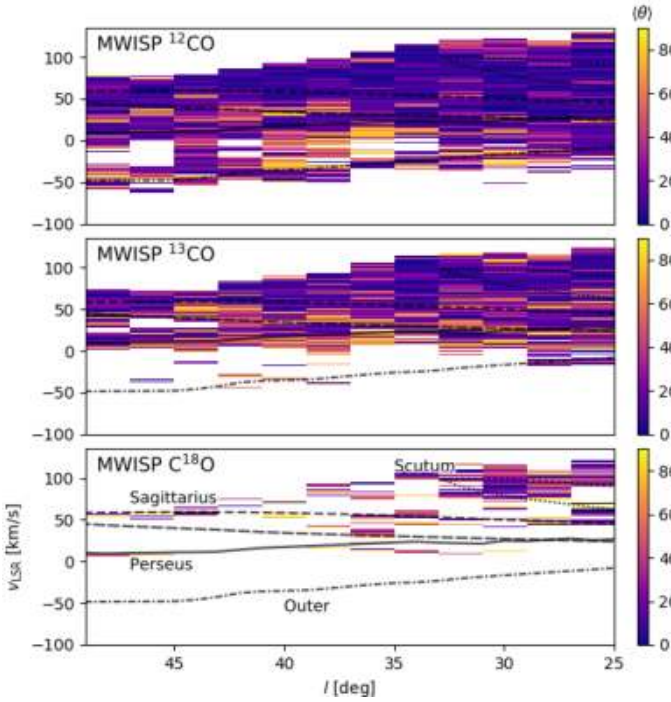 ⟨θ⟩
MWISP ¹²CO
100
50
0
−50
−100
80
60
40
20
0
MWISP ¹³CO
100
50
0
−50
−100
80
60
40
20
0
MWISP C¹⁸O
Scutum
Sagittarius
Perseus
Outer
100
50
0
−50
−100
80
60
40
20
0
v_LSR [km/s]
45 40 35 30 25
l [deg]